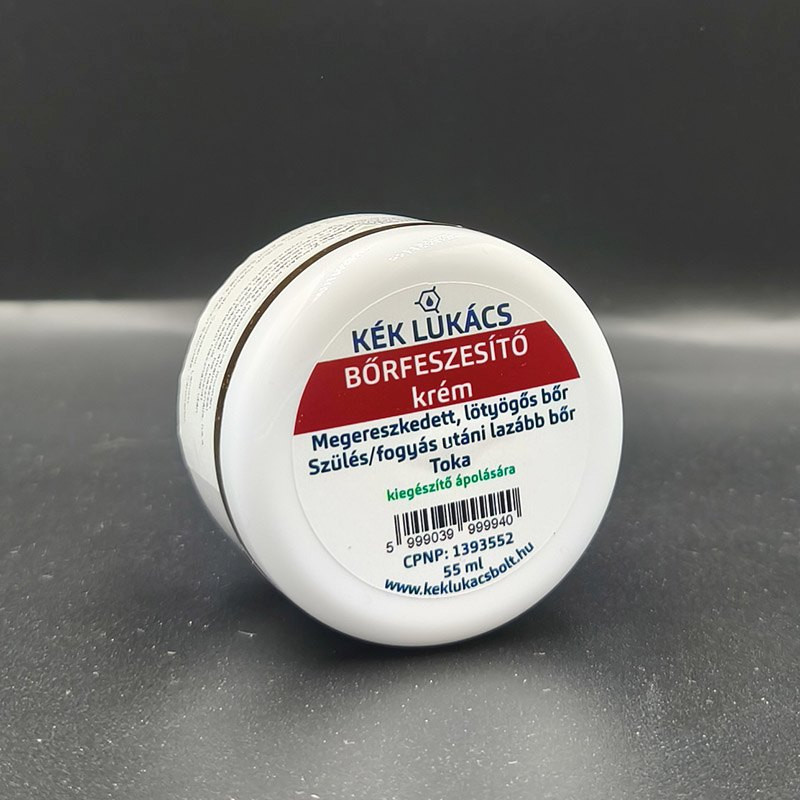 KÉK LUKÁCS
BŐRFESZESÍTŐ
krém
Megereszkedett, lötyögős bőr
Szülés/fogyás utáni lazább bőr
Toka
kiegészítő ápolására
5 999039 999940
CPNP: 1393552
55 ml
www.keklukacsbolt.hu